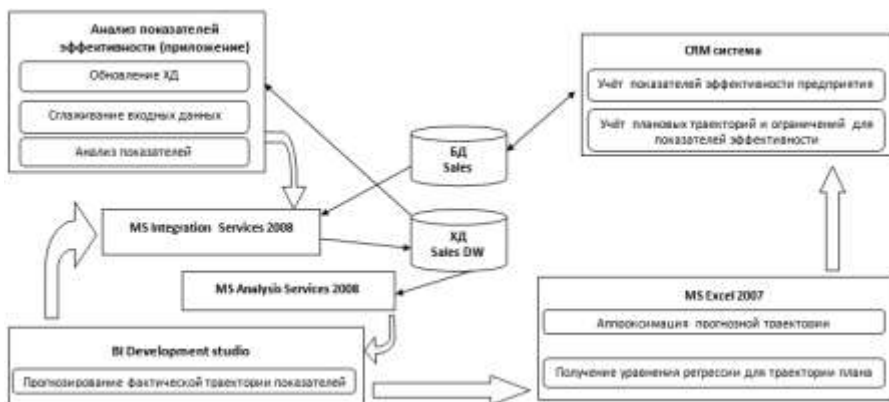 Анализ показателей
эффективности (приложение)
Обновление ХД
Сглаживание входных данных
Анализ показателей
CRM система
Учёт показателей эффективности предприятия
Учёт плановых траекторий и ограничений для
показателей эффективности
БД
Sales
MS Integration Services 2008
ХД
Sales DW
MS Analysis Services 2008
MS Excel 2007
Аппроксимация прогнозной траектории
Получение уравнения регрессии для траектории плана
BI Development studio
Прогнозирование фактической траектории показателей